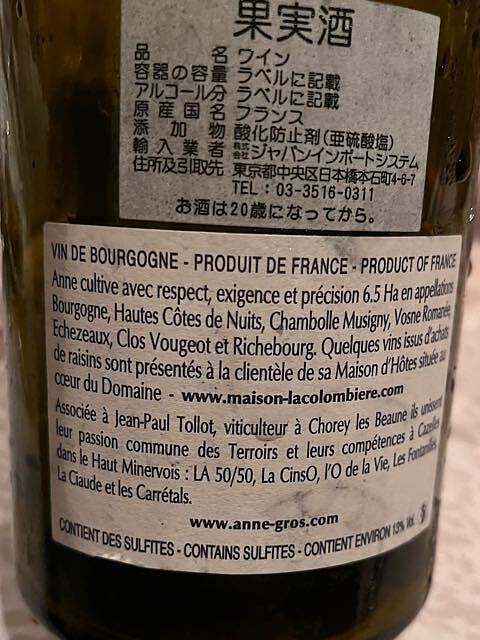 果実酒
品名 ワイン
容器の容量 ラベルに記載
アルコール分 ラベルに記載
原産国名 フランス
添加物 酸化防止剤(亜硫酸塩)
輸入業者 株式会社ジャパンインポートシステム
住所及引取先 東京都中央区日本橋本石町4-6-7
TEL:03-3516-0311
お酒は20歳になってから。
VIN DE BOURGOGNE - PRODUIT DE FRANCE - PRODUCT OF FRANCE
Anne cultive avec respect, exigence et précision 6.5 Ha en appellations
Bourgogne, Hautes Côtes de Nuits, Chambolle Musigny, Vosne Romanée,
Echezeaux, Clos Vougeot et Richebourg. Quelques vins issus d'achats
de raisins sont présentés à la clientèle de sa Maison d'Hôtes située au
cœur du Domaine - www.maison-lacolombiere.com
Associée à Jean-Paul Tollot, viticulteur à Chorey les Beaune ils unissent
leur passion commune des Terroirs et leurs compétences à Cazelles
dans le Haut Minervois : LA 50/50, La CinsO, l'O de la Vie, Les Fontanilles,
La Ciaude et les Carrétals.
www.anne-gros.com
CONTIENT DES SULFITES - CONTAINS SULFITES - CONTIENT ENVIRON 13% Vol.